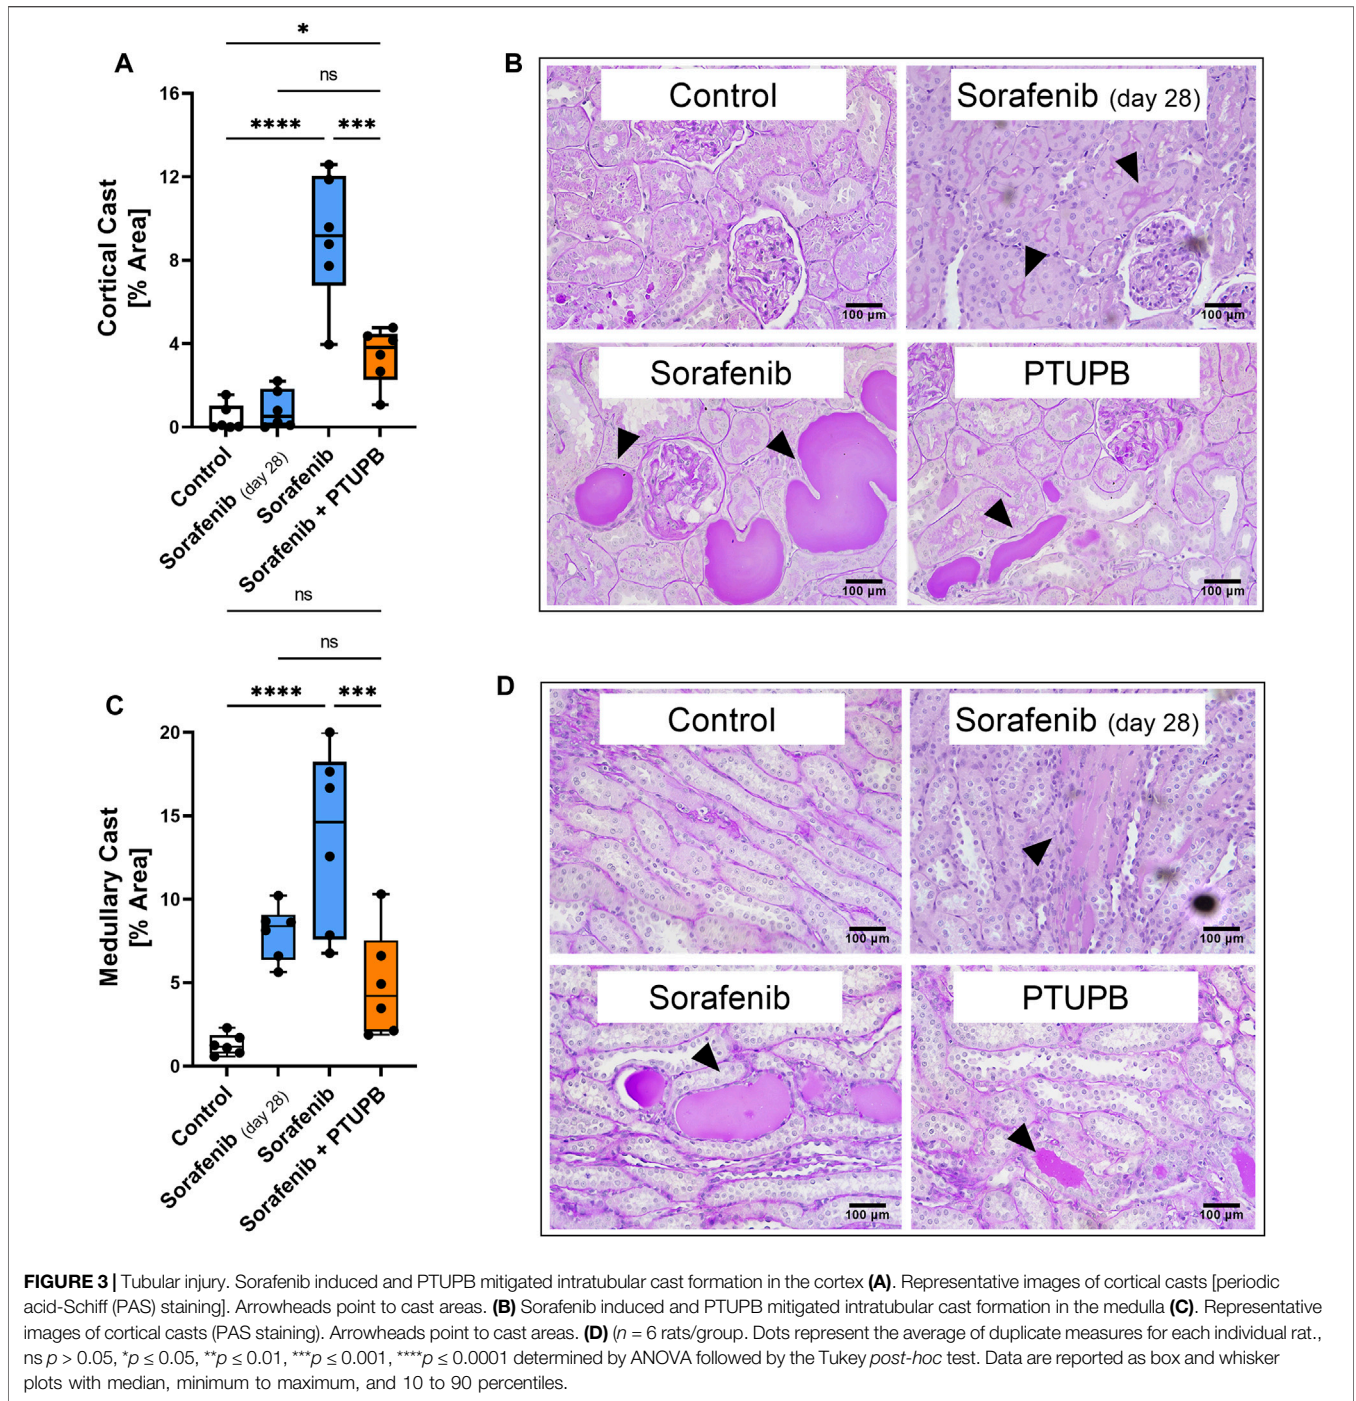 A
*
ns
**** ***
Cortical Cast
[% Area]
16
12
8
4
0
Control
Sorafenib (day 28)
Sorafenib
Sorafenib + PTUPB
B
Control
100 µm
Sorafenib (day 28)
100 µm
Sorafenib
100 µm
PTUPB
100 µm
C
ns
ns
**** ***
Medullary Cast
[% Area]
20
15
10
5
0
Control
Sorafenib (day 28)
Sorafenib
Sorafenib + PTUPB
D
Control
100 µm
Sorafenib (day 28)
100 µm
Sorafenib
100 µm
PTUPB
100 µm
FIGURE 3 | Tubular injury. Sorafenib induced and PTUPB mitigated intratubular cast formation in the cortex (A). Representative images of cortical casts [periodic
acid-Schiff (PAS) staining]. Arrowheads point to cast areas. (B) Sorafenib induced and PTUPB mitigated intratubular cast formation in the medulla (C). Representative
images of cortical casts (PAS staining). Arrowheads point to cast areas. (D) (n = 6 rats/group. Dots represent the average of duplicate measures for each individual rat.,
ns p > 0.05, *p ≤ 0.05, **p ≤ 0.01, ***p ≤ 0.001, ****p ≤ 0.0001 determined by ANOVA followed by the Tukey post-hoc test. Data are reported as box and whisker
plots with median, minimum to maximum, and 10 to 90 percentiles.